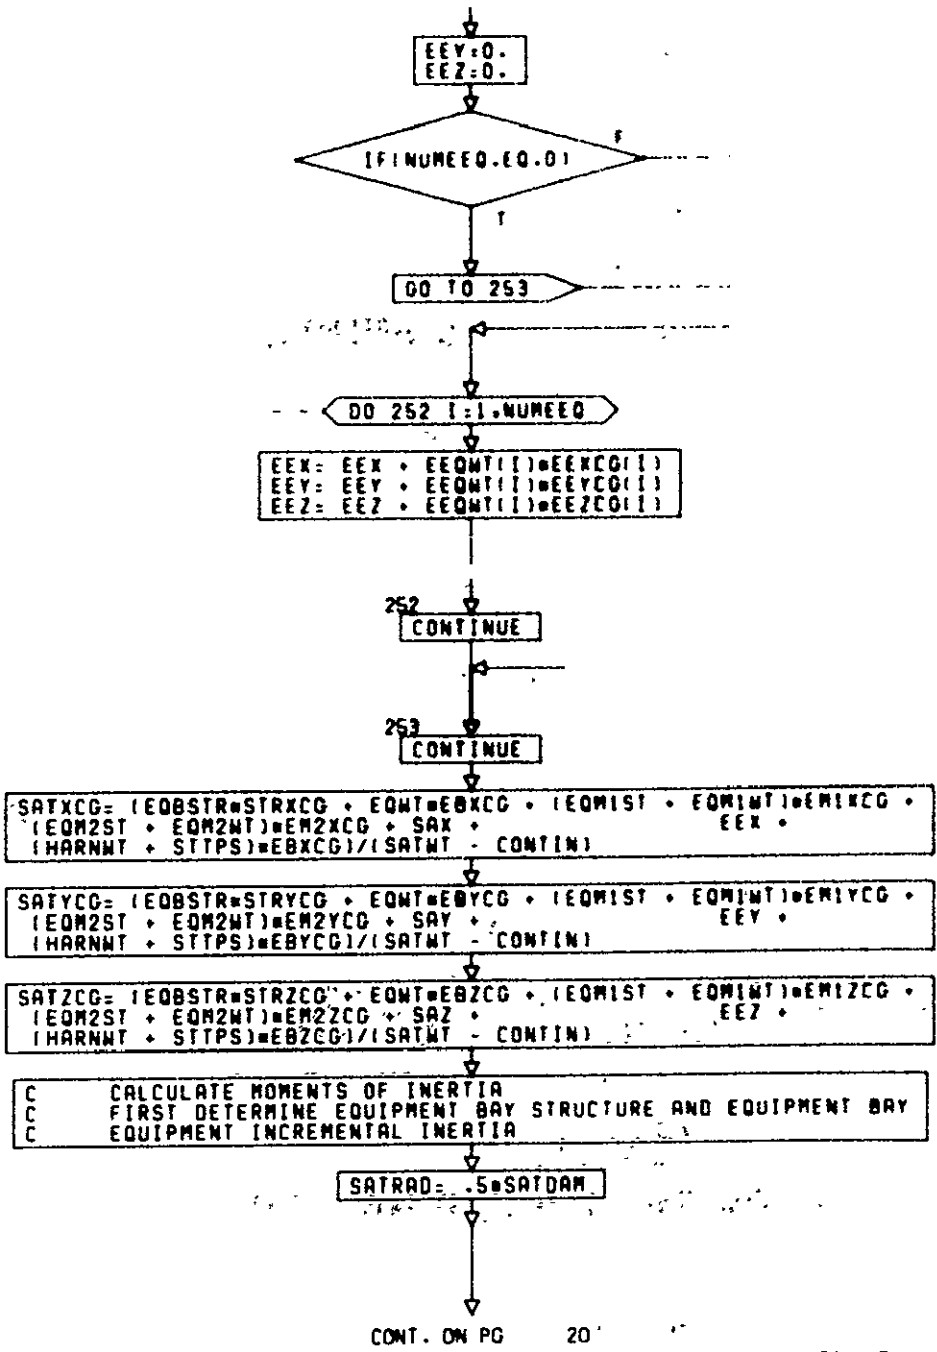 EEY=0.
EEZ=0.
IF(NUMEEQ.EQ.0)
F
T
GO TO 253
DO 252 I=1,NUMEEQ
EEX= EEX + EEQWT(I)*EEXCG(I)
EEY= EEY + EEQWT(I)*EEYCG(I)
EEZ= EEZ + EEQWT(I)*EEZCG(I)
252
CONTINUE
253
CONTINUE
SATXCG= (EQBSTR*STRXCG + EQWT*EBXCG + (EQM1ST + EQM1WT)*EM1XCG +
(EQM2ST + EQM2WT)*EM2XCG + SAX + EEX +
(HARNWT + STTPS)*EBXCG)/(SATWT - CONTIN)
SATYCG= (EQBSTR*STRYCG + EQWT*EBYCG + (EQM1ST + EQM1WT)*EM1YCG +
(EQM2ST + EQM2WT)*EM2YCG + SAY + EEY +
(HARNWT + STTPS)*EBYCG)/(SATWT - CONTIN)
SATZCG= (EQBSTR*STRZCG + EQWT*EBZCG + (EQM1ST + EQM1WT)*EM1ZCG +
(EQM2ST + EQM2WT)*EM2ZCG + SAZ + EEZ +
(HARNWT + STTPS)*EBZCG)/(SATWT - CONTIN)
C CALCULATE MOMENTS OF INERTIA
C FIRST DETERMINE EQUIPMENT BAY STRUCTURE AND EQUIPMENT BAY
C EQUIPMENT INCREMENTAL INERTIA
SATRAD= .5*SATDAM
CONT. ON PG 20